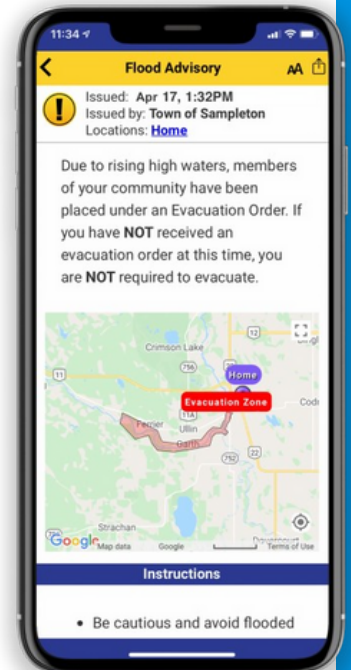 11:34
Flood Advisory
AA
Issued: Apr 17, 1:32PM
Issued by: Town of Sampleton
Locations: Home
Due to rising high waters, members
of your community have been
placed under an Evacuation Order. If
you have NOT received an
evacuation order at this time, you
are NOT required to evacuate.
Crimson Lake
12
756
11
Home
Evacuation Zone
11A
Ferrier
Ullin
Garth
752
22
Strachan
Google
Map data
Google
Terms of Use
Instructions
• Be cautious and avoid flooded